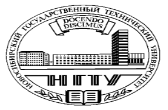 НОВОСИБИРСКИЙ ГОСУДАРСТВЕННЫЙ ТЕХНИЧЕСКИЙ УНИВЕРСИТЕТ
DOCENDO
DISCIMUS
НГТУ